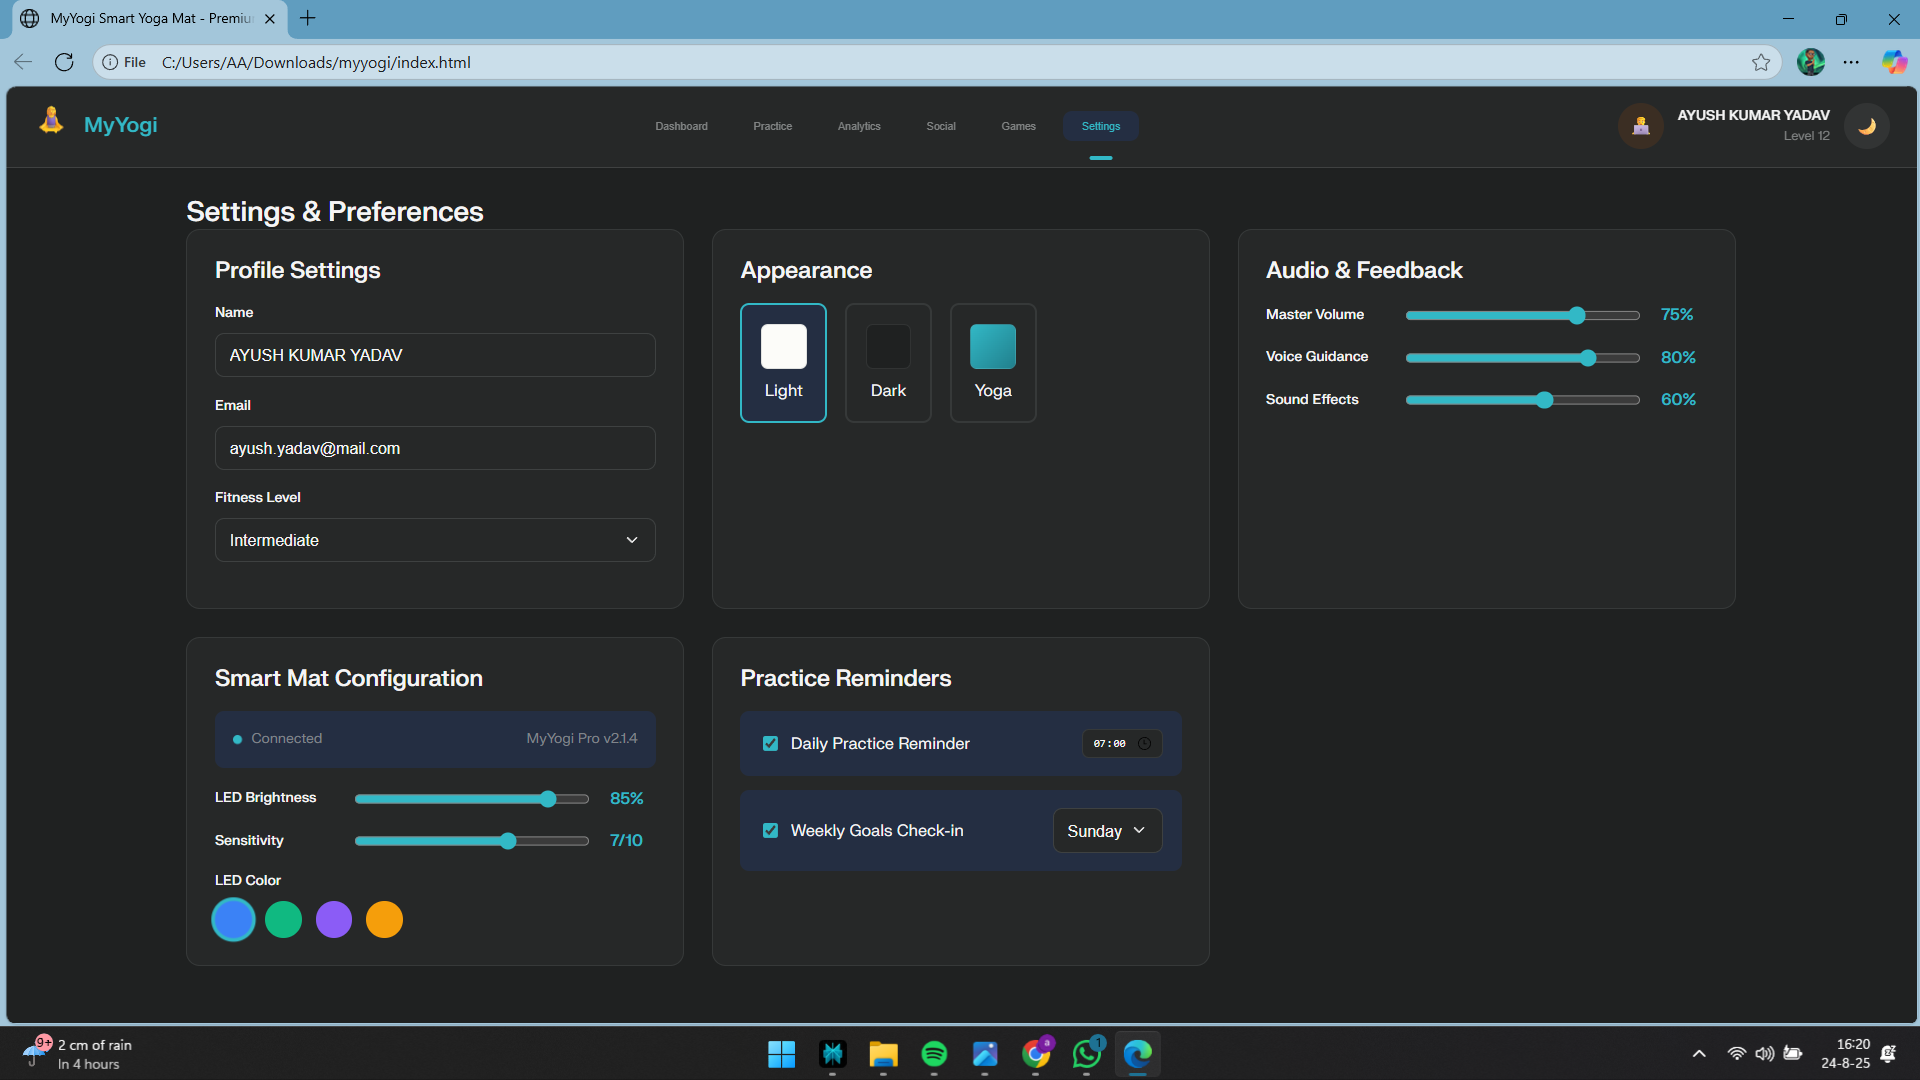 MyYogi Smart Yoga Mat - Premiu
File C:/Users/AA/Downloads/myyogi/index.html
MyYogi
Dashboard Practice Analytics Social Games Settings
AYUSH KUMAR YADAV
Level 12
Settings & Preferences
Profile Settings
Name
AYUSH KUMAR YADAV
Email
ayush.yadav@mail.com
Fitness Level
Intermediate
Appearance
Light Dark Yoga
Audio & Feedback
Master Volume 75%
Voice Guidance 80%
Sound Effects 60%
Smart Mat Configuration
Connected MyYogi Pro v2.1.4
LED Brightness 85%
Sensitivity 7/10
LED Color
Practice Reminders
Daily Practice Reminder 07:00
Weekly Goals Check-in Sunday
9+
2 cm of rain
In 4 hours
a
1
16:20
24-8-25